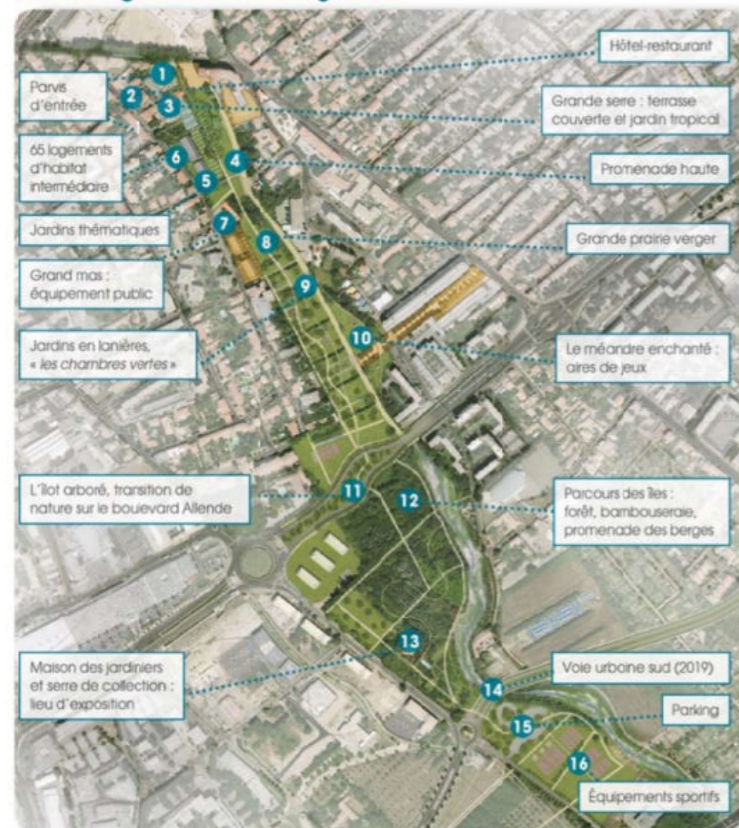 1
Hôtel-restaurant
Parvis
d'entrée
2
3
Grande serre : terrasse
couverte et jardin tropical
65 logements
d'habitat
intermédiaire
6
4
Promenade haute
5
Jardins thématiques
7
8
Grande prairie verger
Grand mas :
équipement public
9
10
Jardins en lanières,
« les chambres vertes »
Le méandre enchanté :
aires de jeux
L'îlot arboré, transition de
nature sur le boulevard Allende
11
12
Parcours des îles :
forêt, bambouseraie,
promenade des berges
13
Maison des jardiniers
et serre de collection :
lieu d'exposition
14
Voie urbaine sud (2019)
15
Parking
16
Équipements sportifs